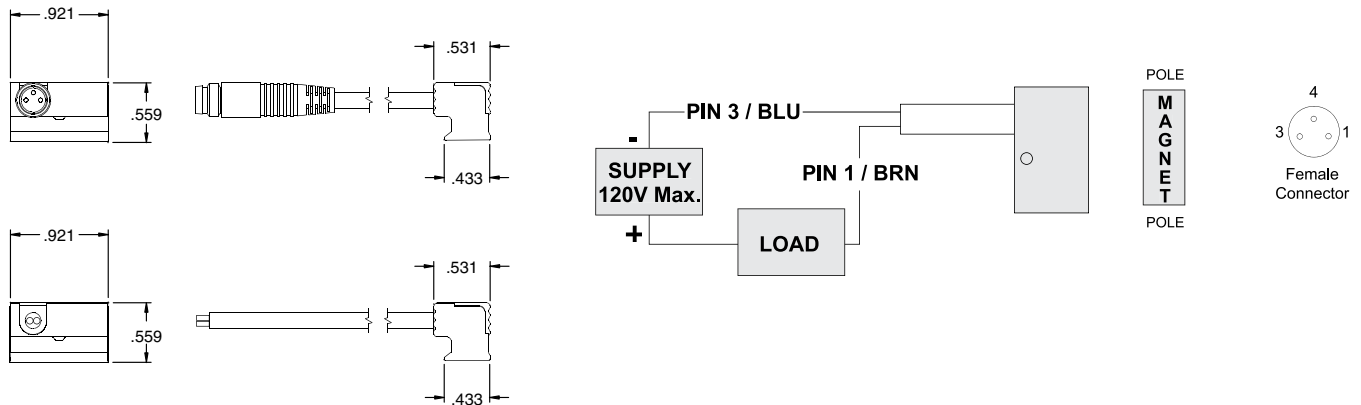 .921
.559
.531
.433
.921
.559
.531
.433
PIN 3 / BLU
-
SUPPLY
120V Max.
+
PIN 1 / BRN
LOAD
POLE
MAGNET
POLE
4
3
1
Female
Connector